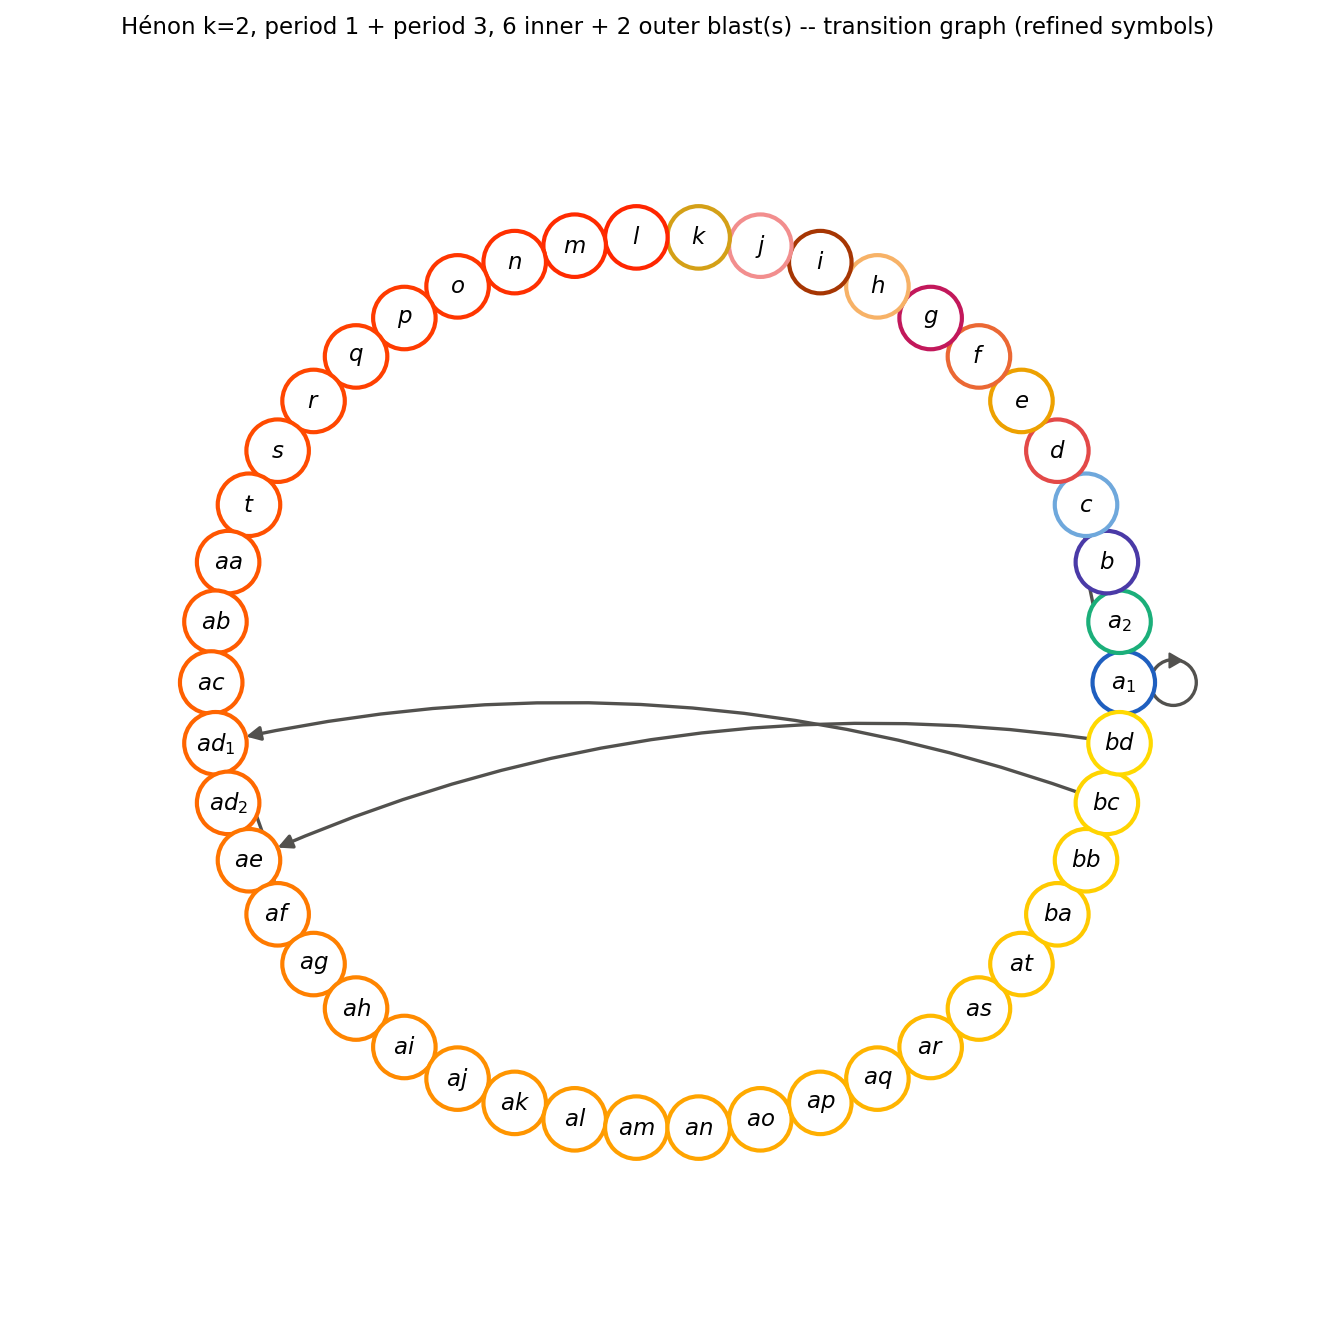 Hénon k=2, period 1 + period 3, 6 inner + 2 outer blast(s) -- transition graph (refined symbols)
l k
m j
n i
o h
p g
q f
r e
s d
t c
aa b
ab a₂
ac a₁
ad₁ bd
ad₂ bc
ae bb
af ba
ag at
ah as
ai ar
aj aq
ak ap
al ao
am an